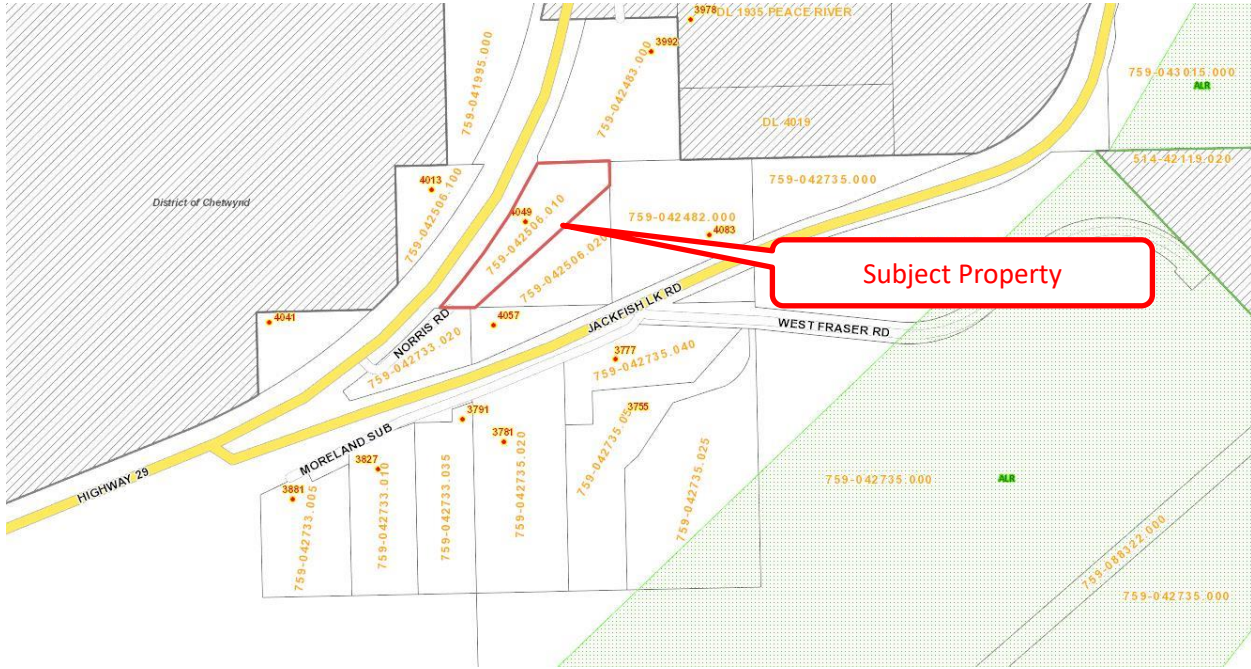 3978
DL 1935 PEACE RIVER
3992
759-041995.000
759-042483.000
759-043015.000
ALR
DL 4019
514-42119.020
4013
759-042506.100
District of Chetwynd
4049
759-042506.010
759-042506.020
759-042735.000
759-042482.000
4083
Subject Property
4041
NORRIS RD
4057
JACKFISH LK RD
WEST FRASER RD
759-042733.020
3777
759-042735.040
3791
3755
MORELAND SUB
3781
3827
HIGHWAY 29
3881
759-042733.005
759-042733.010
759-042733.035
759-042735.020
759-042735.025
759-042735.000
ALR
759-088322.000
759-042735.000